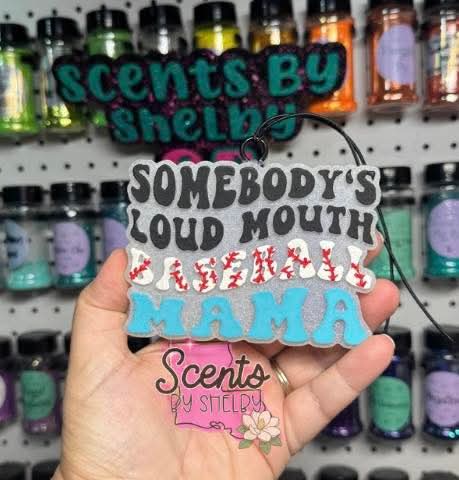 SCENTS BY
Shelby
SOMEBODY'S
LOUD MOUTH
BASEBALL
MAMA
Scents
BY SHELBY